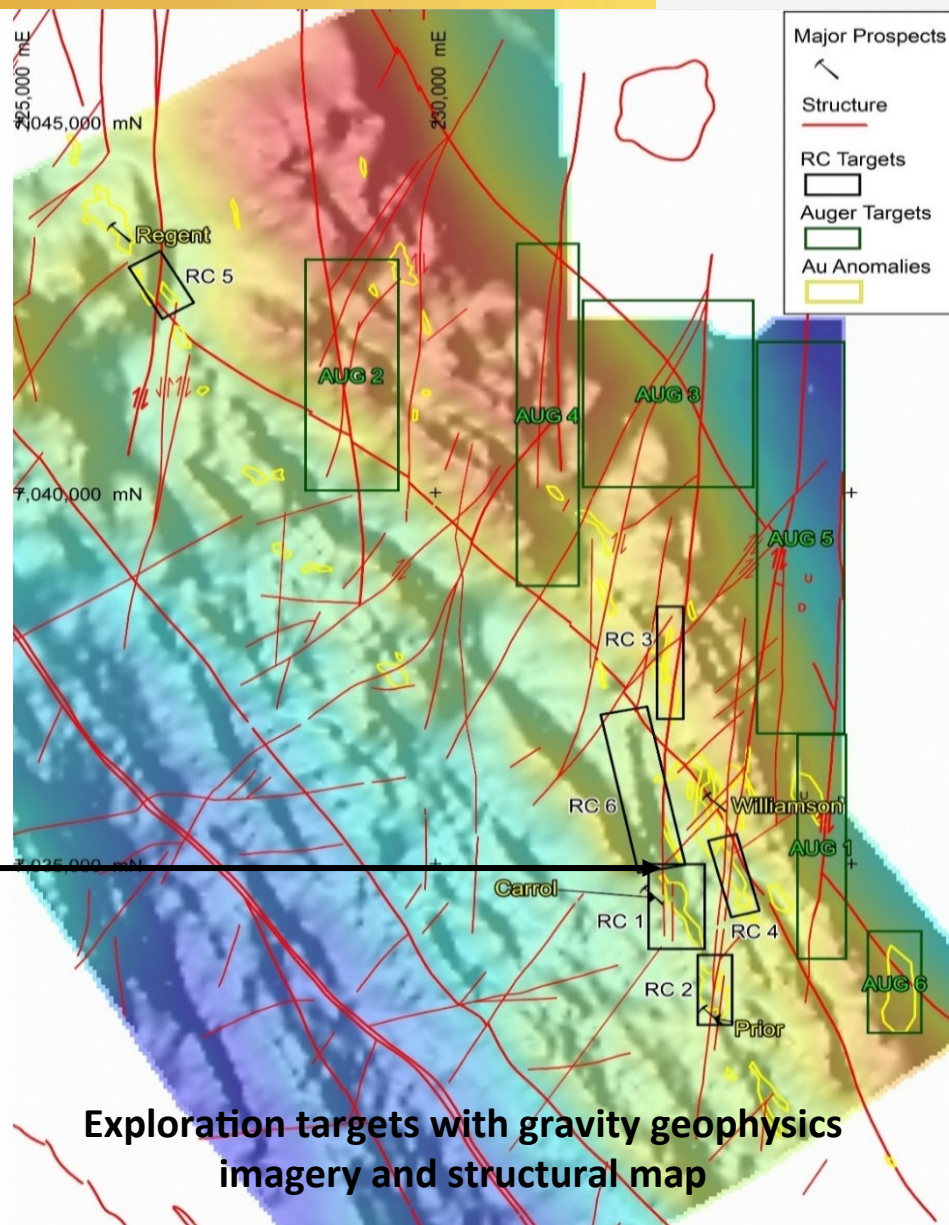 Major Prospects
Structure
RC Targets
Auger Targets
Au Anomalies
225,000 mE
230,000 mE
7,045,000 mN
Regent
RC 5
AUG 2
AUG 4
AUG 3
7,040,000 mN
AUG 5
U
D
RC 3
RC 6
Williamson
AUG 1
7,035,000 mN
Carrol
RC 1
RC 4
AUG 6
RC 2
Prior
Exploration targets with gravity geophysics
imagery and structural map